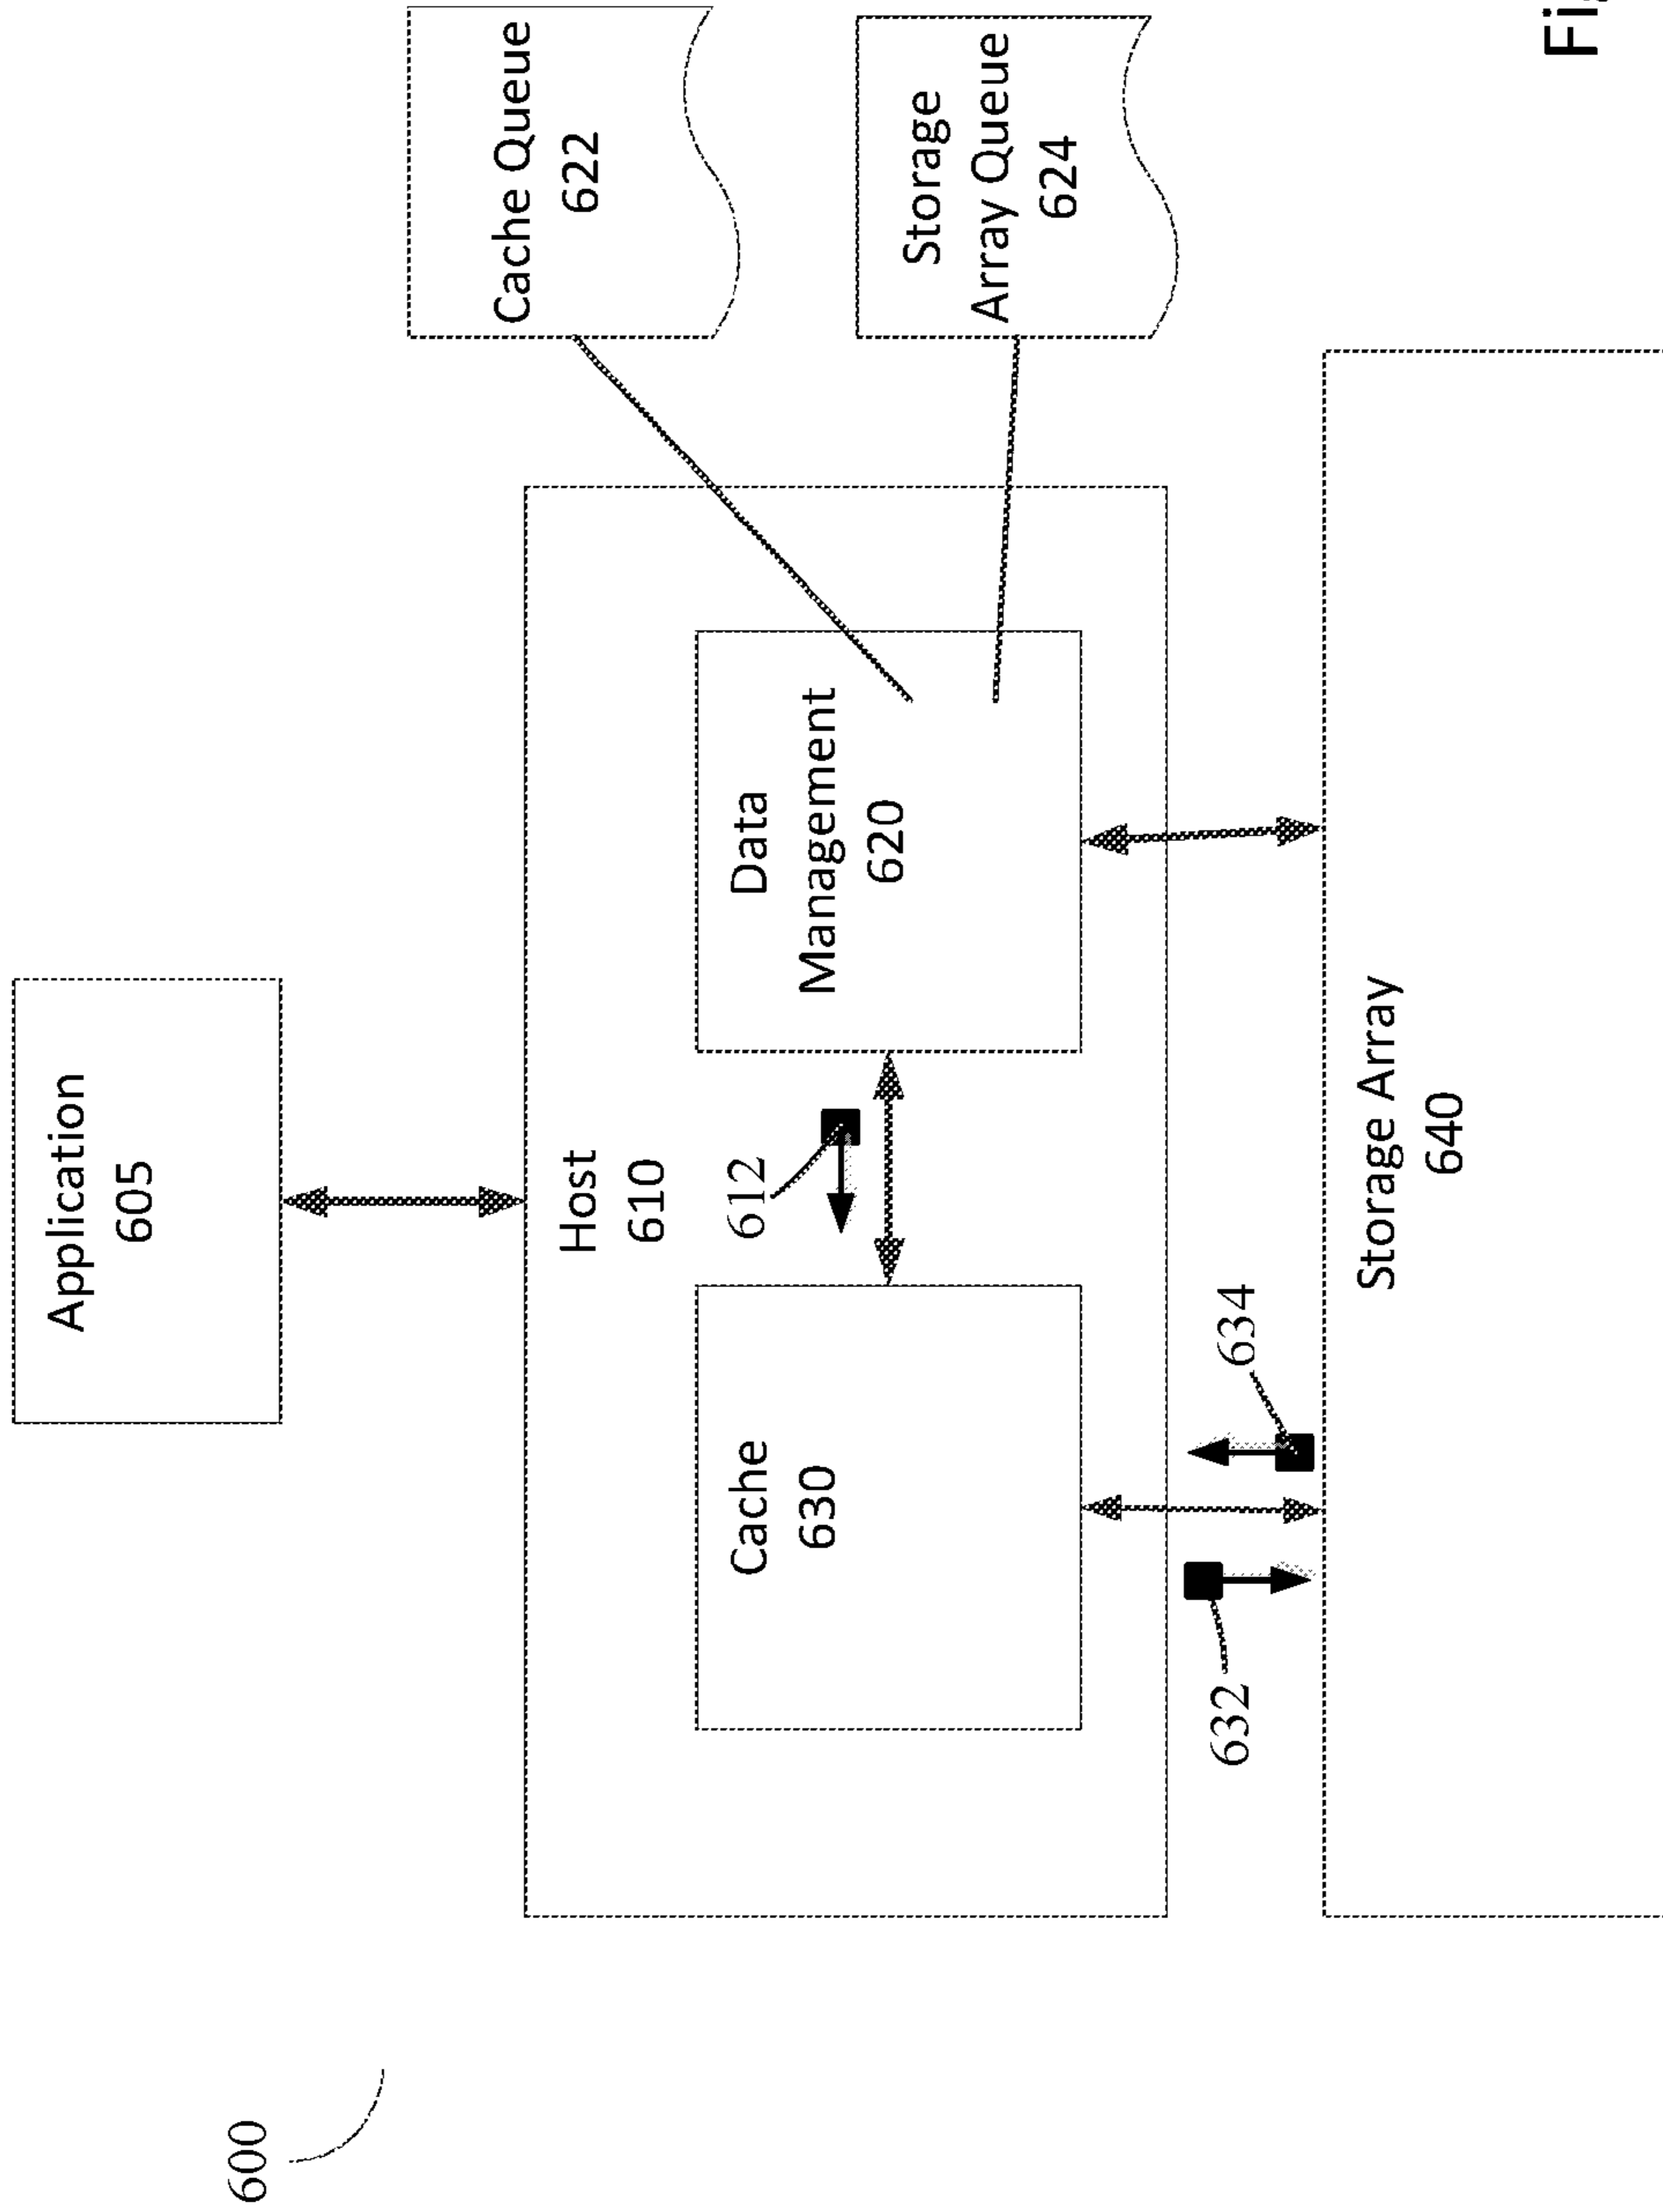 600
Application
605
Cache Queue
622
Host
610
612
Cache
630
Data
Management
620
Storage
Array Queue
624
632
634
Storage Array
640